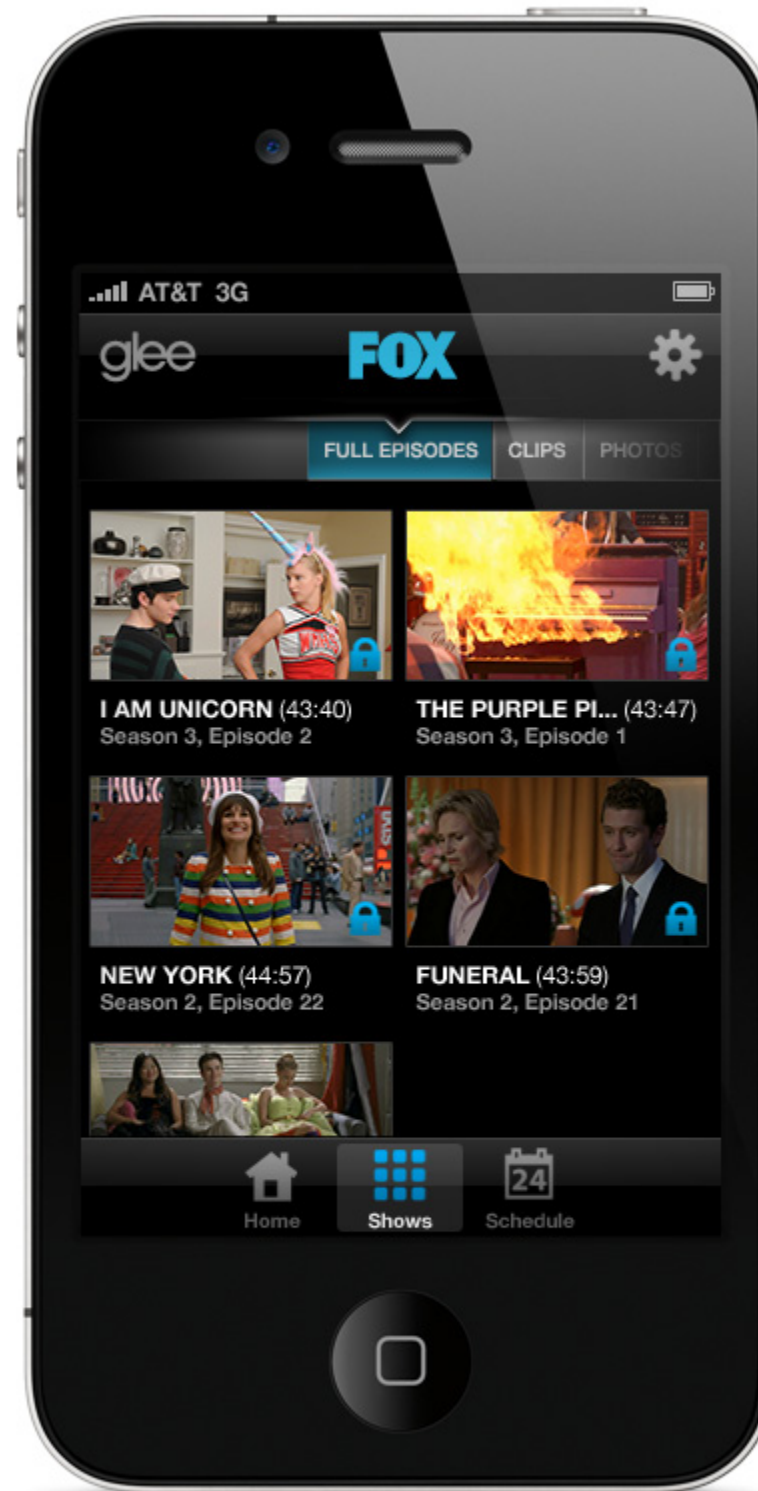 AT&T 3G
glee FOX
FULL EPISODES CLIPS PHOTOS
I AM UNICORN (43:40)
Season 3, Episode 2
THE PURPLE PI... (43:47)
Season 3, Episode 1
NEW YORK (44:57)
Season 2, Episode 22
FUNERAL (43:59)
Season 2, Episode 21
24
Home Shows Schedule